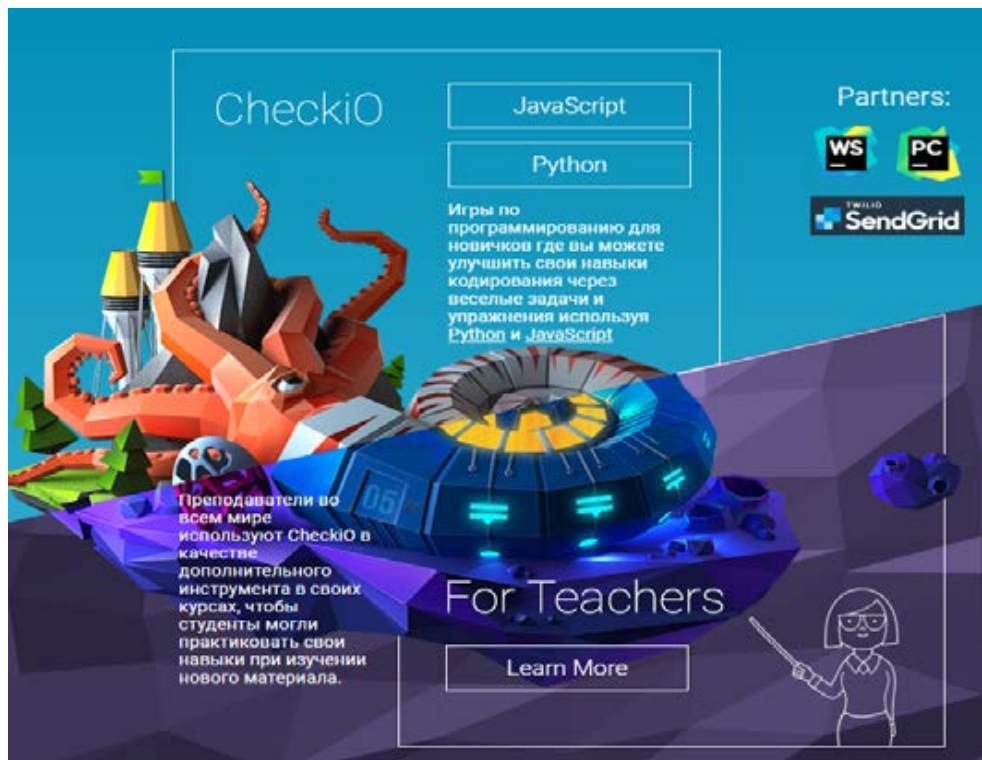 CheckiO
JavaScript
Python
Игры по
программированию для
новичков где вы можете
улучшить свои навыки
кодирования через
веселые задачи и
упражнения используя
Python и JavaScript
Partners:
WS
PC
TWILIO
SendGrid
05
Преподаватели во
всем мире
используют CheckiO в
качестве
дополнительного
инструмента в своих
курсах, чтобы
студенты могли
практиковать свои
навыки при изучении
нового материала.
For Teachers
Learn More